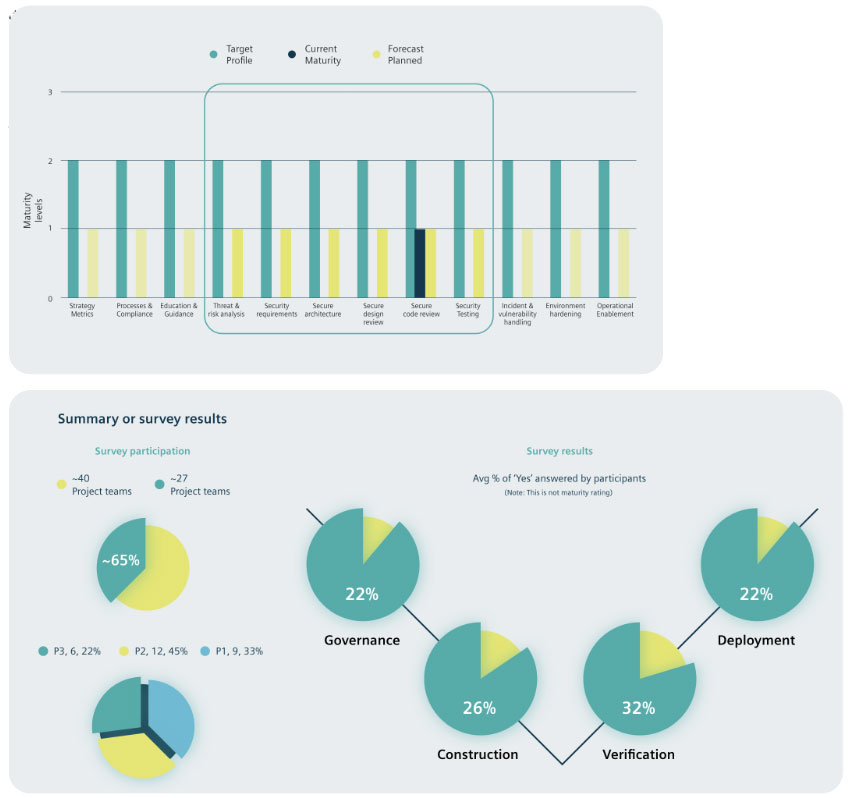 Target
Profile
Current
Maturity
Forecast
Planned
3
2
1
0
Maturity
levels
Strategy
Metrics
Processes &
Compliance
Education &
Guidance
Threat &
risk analysis
Security
requirements
Secure
architecture
Secure
design
review
Secure
code review
Security
Testing
Incident &
vulnerability
handling
Environment
hardening
Operational
Enablement
Summary or survey results
Survey participation
~40
Project teams
~27
Project teams
~65%
P3, 6, 22%
P2, 12, 45%
P1, 9, 33%
Survey results
Avg % of 'Yes' answered by participants
(Note: This is not maturity rating)
22%
Governance
26%
Construction
32%
Verification
22%
Deployment